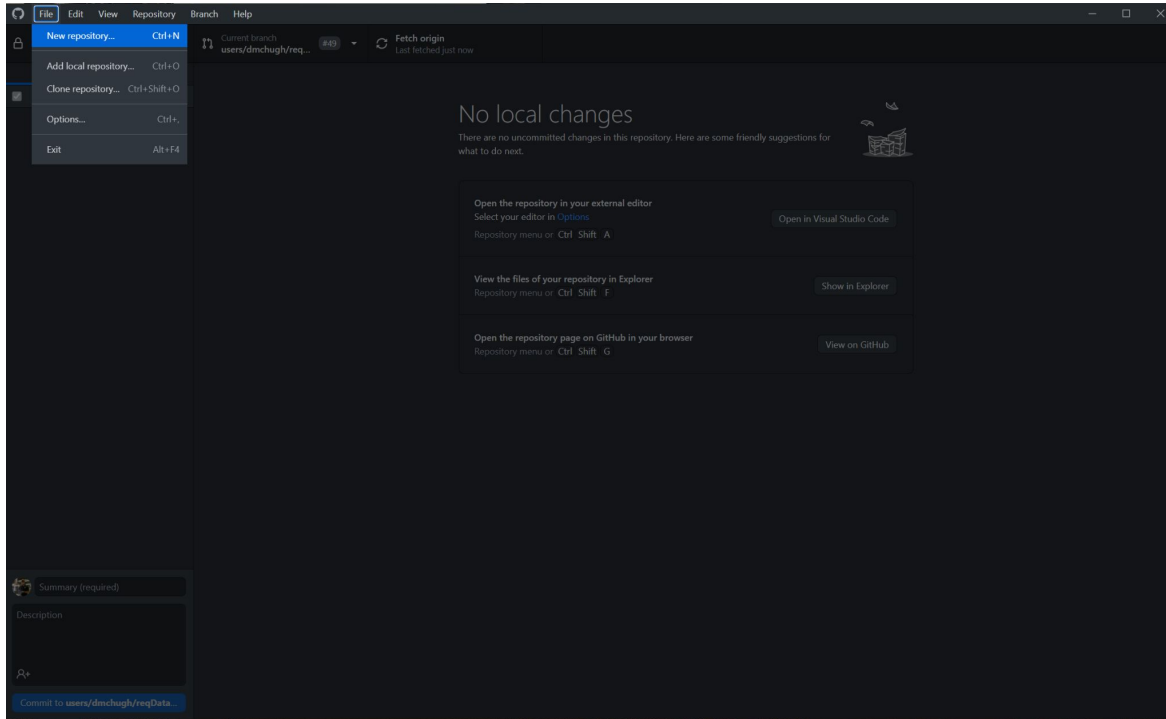 File Edit View Repository Branch Help
New repository... Ctrl+N
Add local repository... Ctrl+O
Clone repository... Ctrl+Shift+O
Options... Ctrl+,
Exit Alt+F4
Current branch
users/dmchugh/req...
#49
Fetch origin
Last fetched just now
No local changes
There are no uncommitted changes in this repository. Here are some friendly suggestions for
what to do next.
Open the repository in your external editor
Select your editor in Options
Repository menu or Ctrl Shift A
Open in Visual Studio Code
View the files of your repository in Explorer
Repository menu or Ctrl Shift F
Show in Explorer
Open the repository page on GitHub in your browser
Repository menu or Ctrl Shift G
View on GitHub
Summary (required)
Description
Commit to users/dmchugh/reqData...